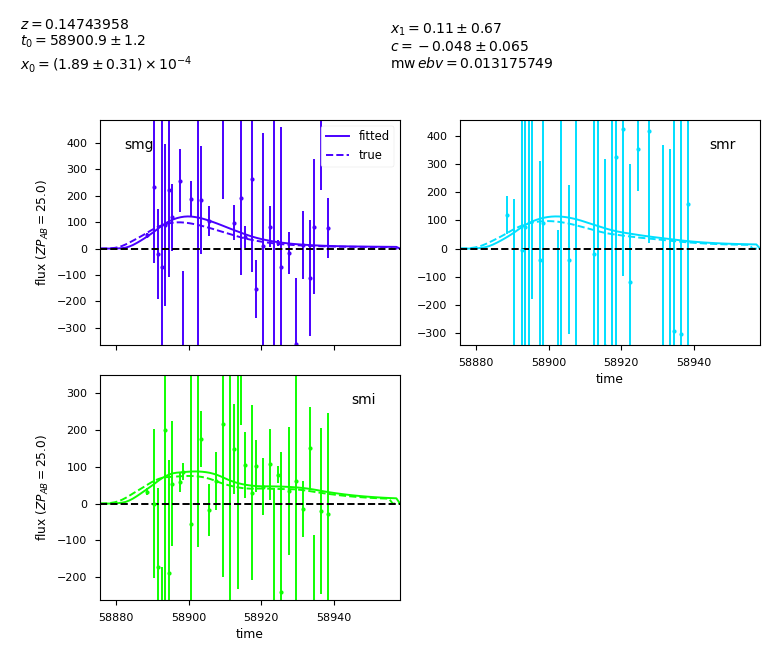 z = 0.14743958
t₀ = 58900.9 ± 1.2
x₀ = (1.89 ± 0.31) × 10⁻⁴
x₁ = 0.11 ± 0.67
c = −0.048 ± 0.065
mw ebv = 0.013175749
smg
fitted
true
400
300
200
100
0
−100
−200
−300
flux (ZP_AB = 25.0)
smr
400
300
200
100
0
−100
−200
−300
58880
58900
58920
58940
time
smi
300
200
100
0
−100
−200
flux (ZP_AB = 25.0)
58880
58900
58920
58940
time